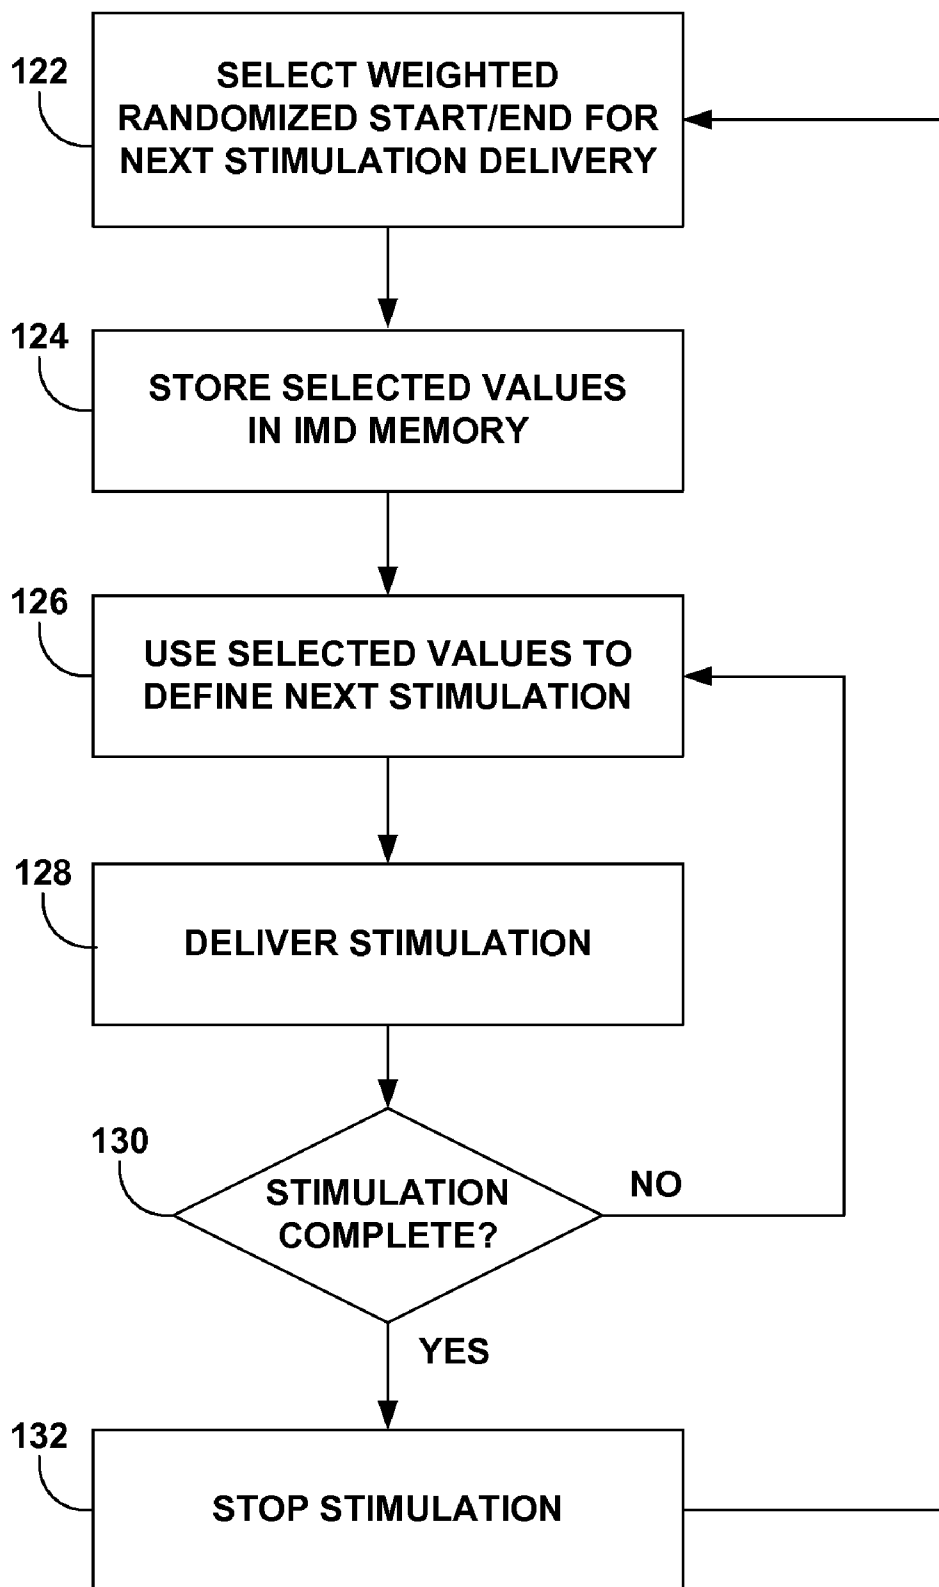 122
SELECT WEIGHTED
RANDOMIZED START/END FOR
NEXT STIMULATION DELIVERY
124
STORE SELECTED VALUES
IN IMD MEMORY
126
USE SELECTED VALUES TO
DEFINE NEXT STIMULATION
128
DELIVER STIMULATION
130
STIMULATION
COMPLETE?
NO
YES
132
STOP STIMULATION